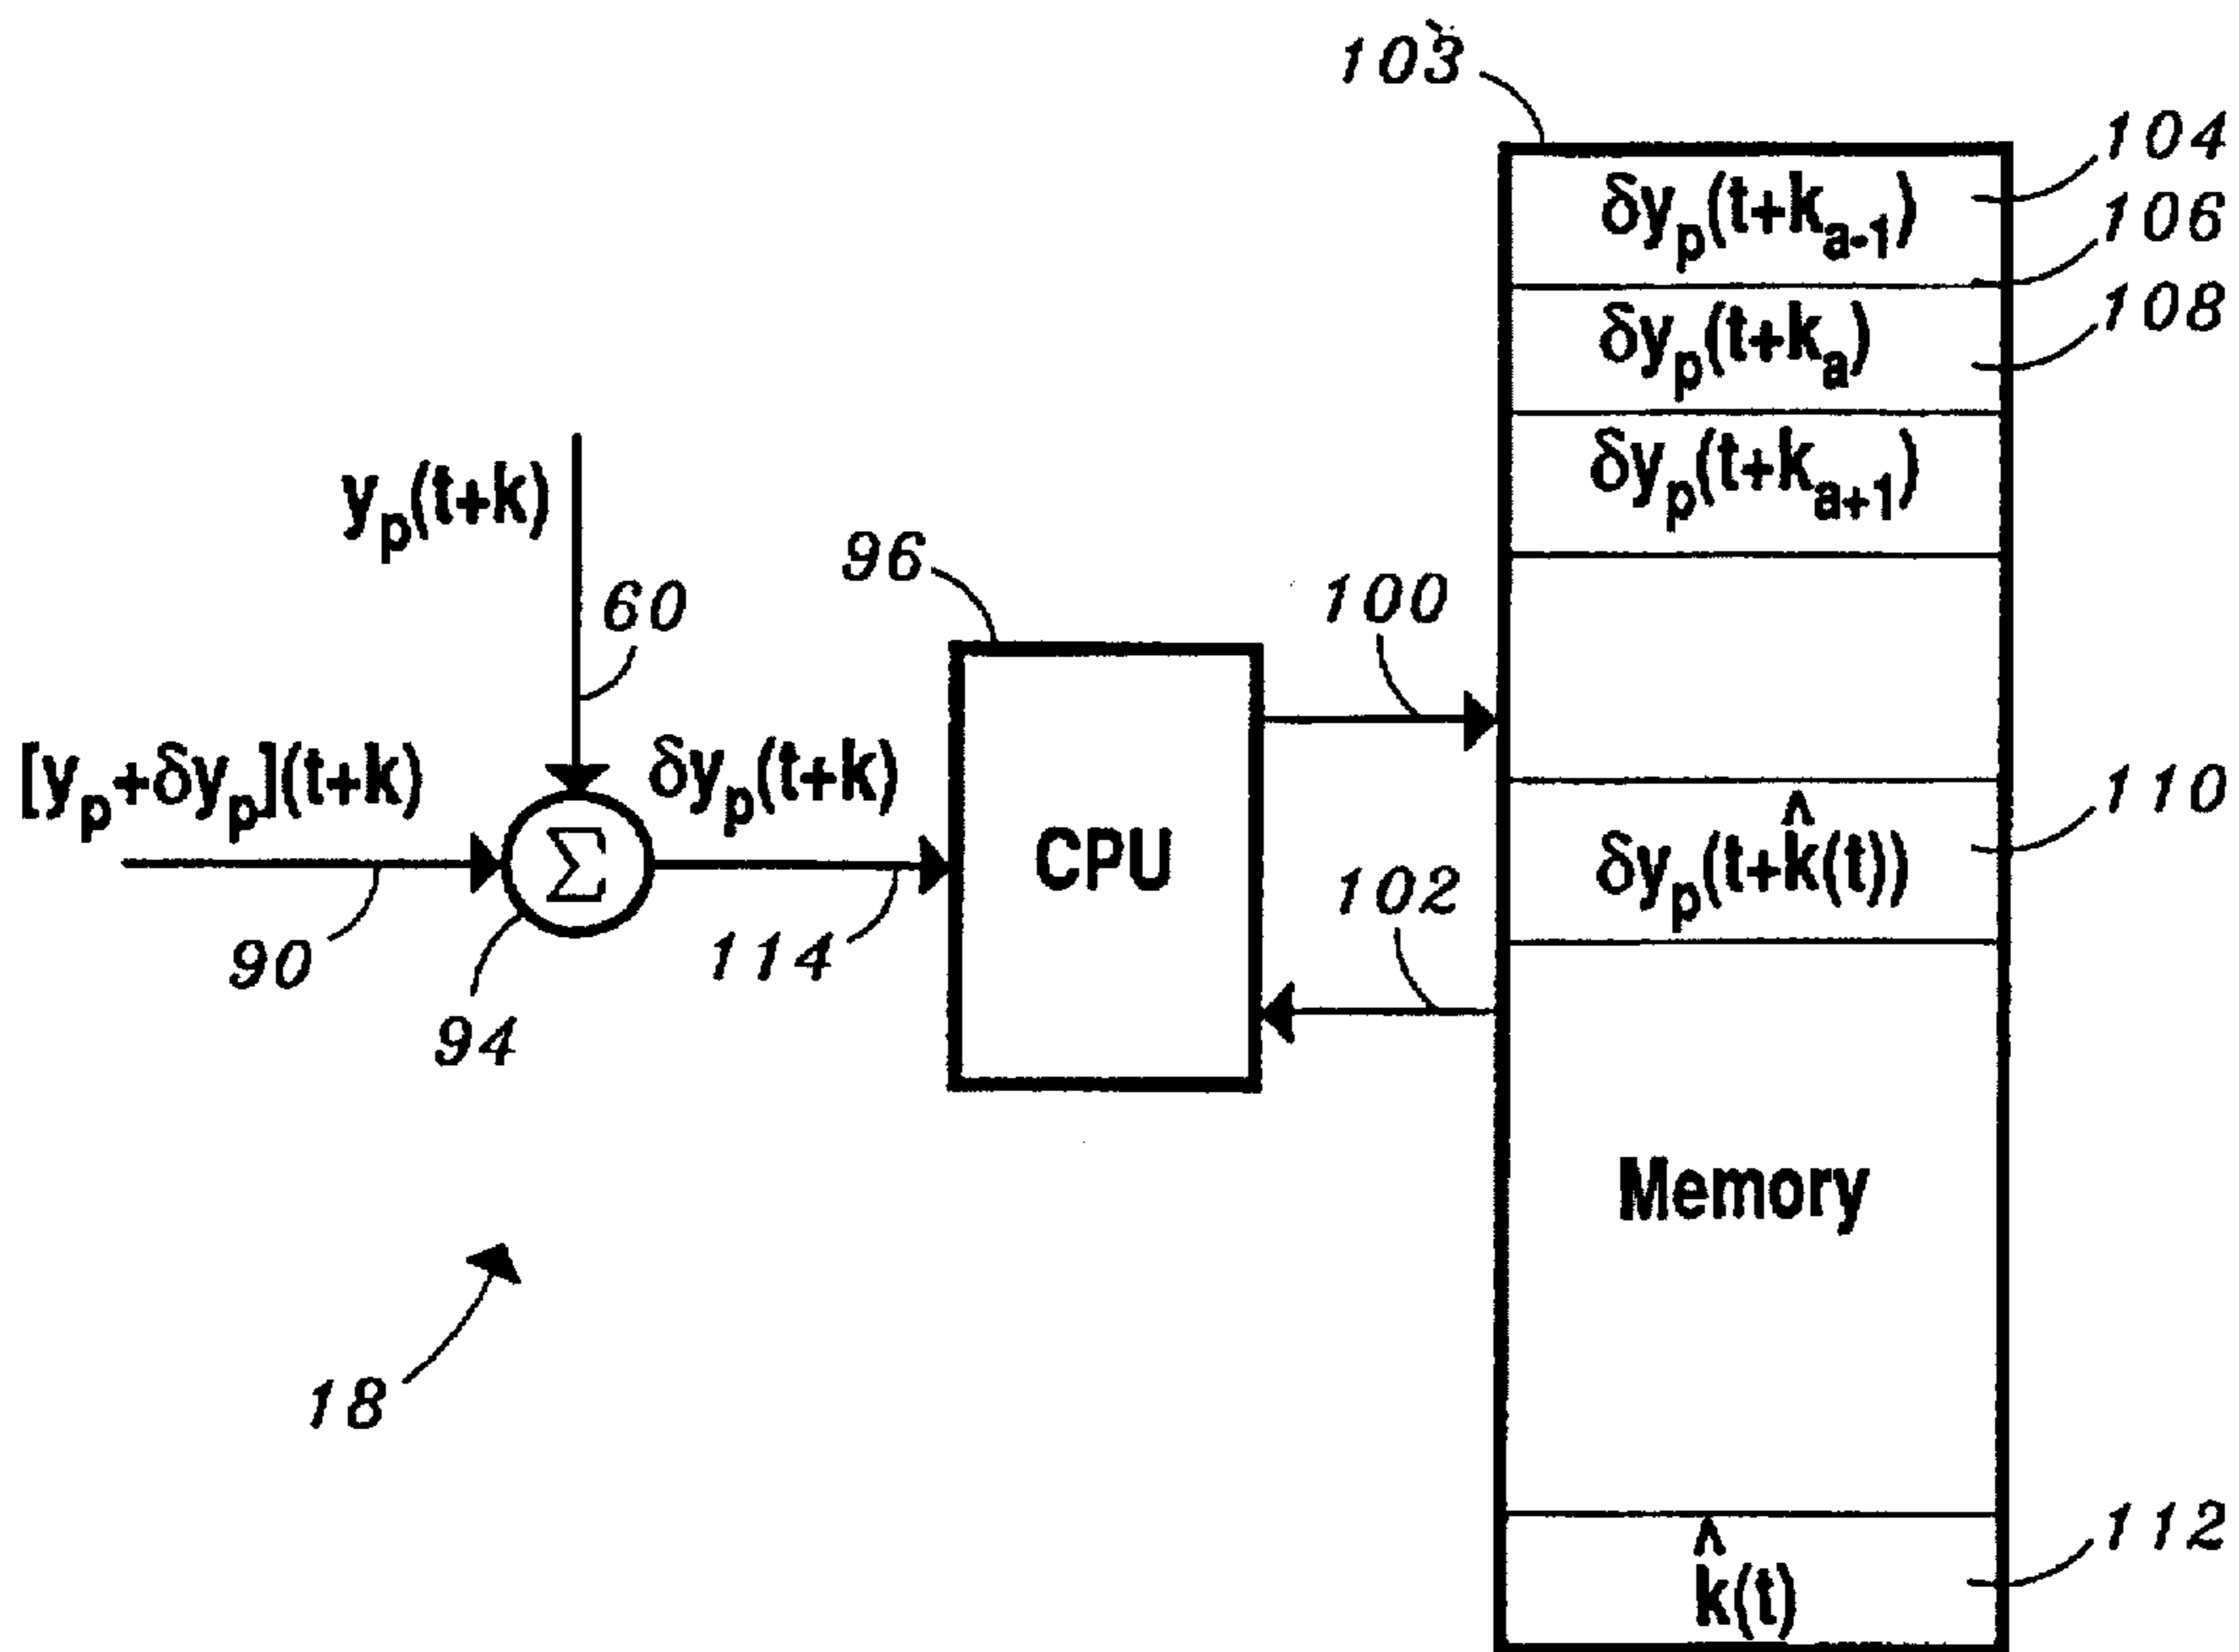 103
104
δyₚ(t+kₐ₋₁)
106
δyₚ(t+kₐ)
108
δyₚ(t+kₐ₊₁)
yₚ(t+k)
96
60
100
[yₚ+δyₚ](t+k)
δyₚ(t+k)
110
δyₚ(t+k̂(t))
CPU
Σ
102
90
114
94
Memory
18
112
k̂(t)